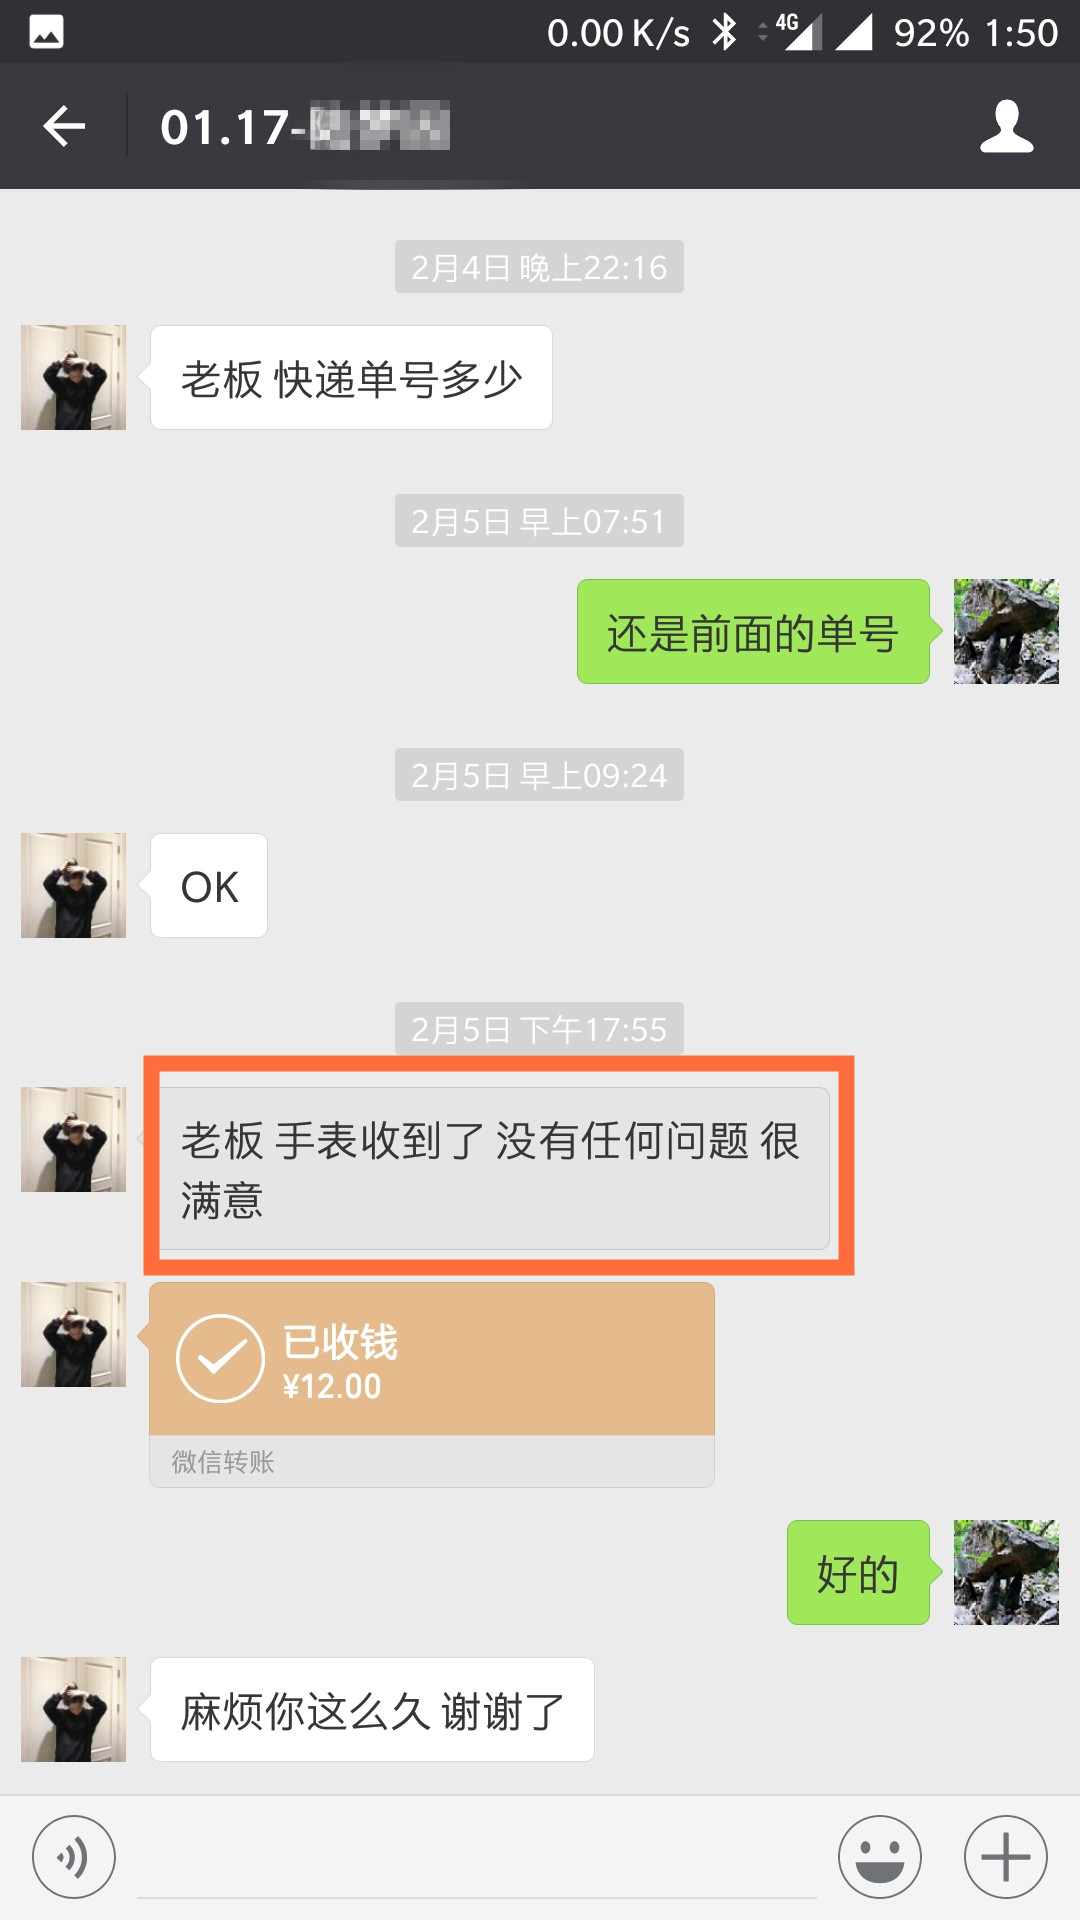 0.00 K/s 4G 92% 1:50
01.17-
2月4日 晚上22:16
老板 快递单号多少
2月5日 早上07:51
还是前面的单号
2月5日 早上09:24
OK
2月5日 下午17:55
老板 手表收到了 没有任何问题 很
满意
已收钱
¥12.00
微信转账
好的
麻烦你这么久 谢谢了